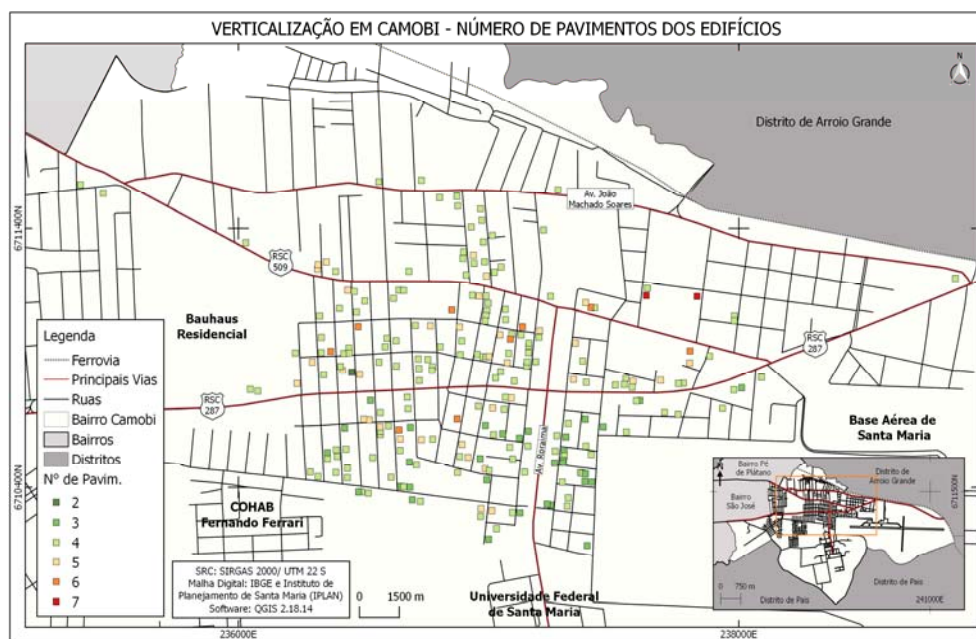 VERTICALIZAÇÃO EM CAMOBI - NÚMERO DE PAVIMENTOS DOS EDIFÍCIOS
N
Distrito de Arroio Grande
Av. João
Machado Soares
6711400N
RSC
509
Bauhaus
Residencial
RSC
287
RSC
287
Base Aérea de
Santa Maria
Av. Roraima
6710400N
COHAB
Fernando Ferrari
Universidade Federal
de Santa Maria
Legenda
Ferrovia
Principais Vias
Ruas
Bairro Camobi
Bairros
Distritos
Nº de Pavim.
2
3
4
5
6
7
SRC: SIRGAS 2000/ UTM 22 S
Malha Digital: IBGE e Instituto de
Planejamento de Santa Maria (IPLAN)
Software: QGIS 2.18.14
0 1500 m
Bairro Pé
de Plátano
Distrito de
Arroio Grande
Bairro
São José
6711500N
0 750 m
Distrito de Pais
Distrito de Pais
241000E
236000E
238000E